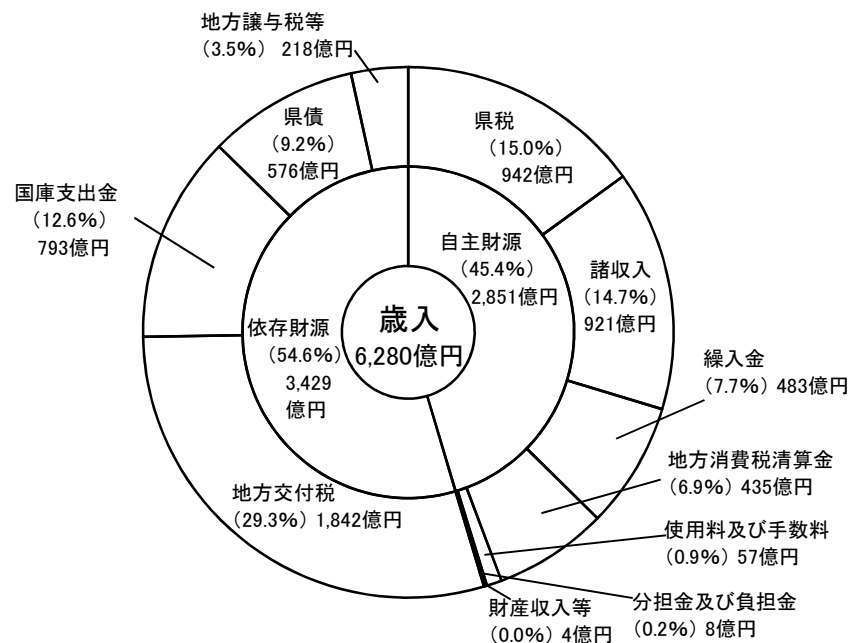 地方譲与税等
（3.5%） 218億円
県債
（9.2%）
576億円
県税
（15.0%）
942億円
国庫支出金
（12.6%）
793億円
自主財源
（45.4%）
2,851億円
諸収入
（14.7%）
921億円
歳入
6,280億円
依存財源
（54.6%）
3,429
億円
繰入金
（7.7%） 483億円
地方消費税清算金
（6.9%） 435億円
地方交付税
（29.3%） 1,842億円
使用料及び手数料
（0.9%） 57億円
分担金及び負担金
（0.2%） 8億円
財産収入等
（0.0%） 4億円